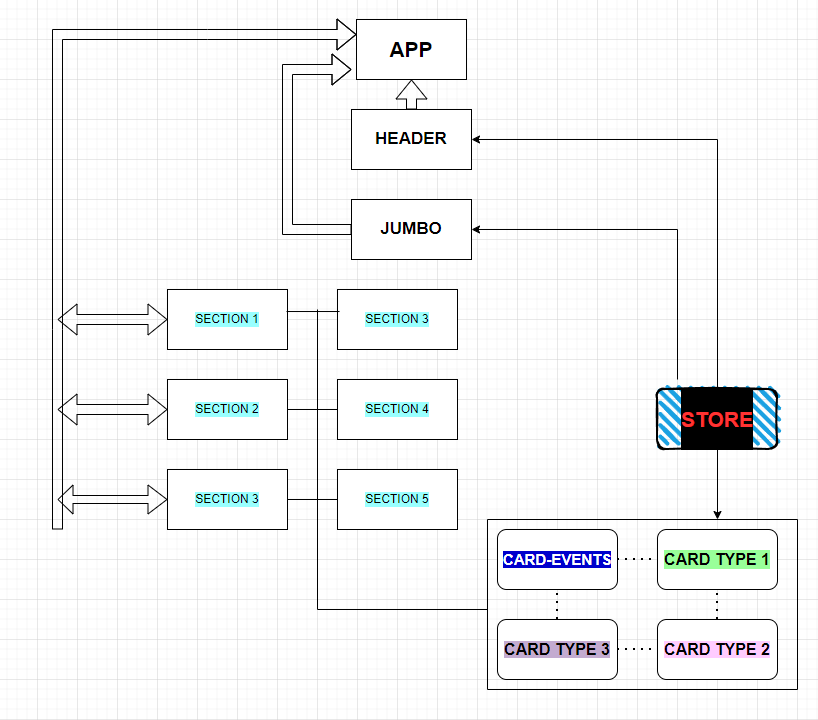 APP
HEADER
JUMBO
SECTION 1
SECTION 3
SECTION 2
SECTION 4
STORE
SECTION 3
SECTION 5
CARD-EVENTS
CARD TYPE 1
CARD TYPE 3
CARD TYPE 2